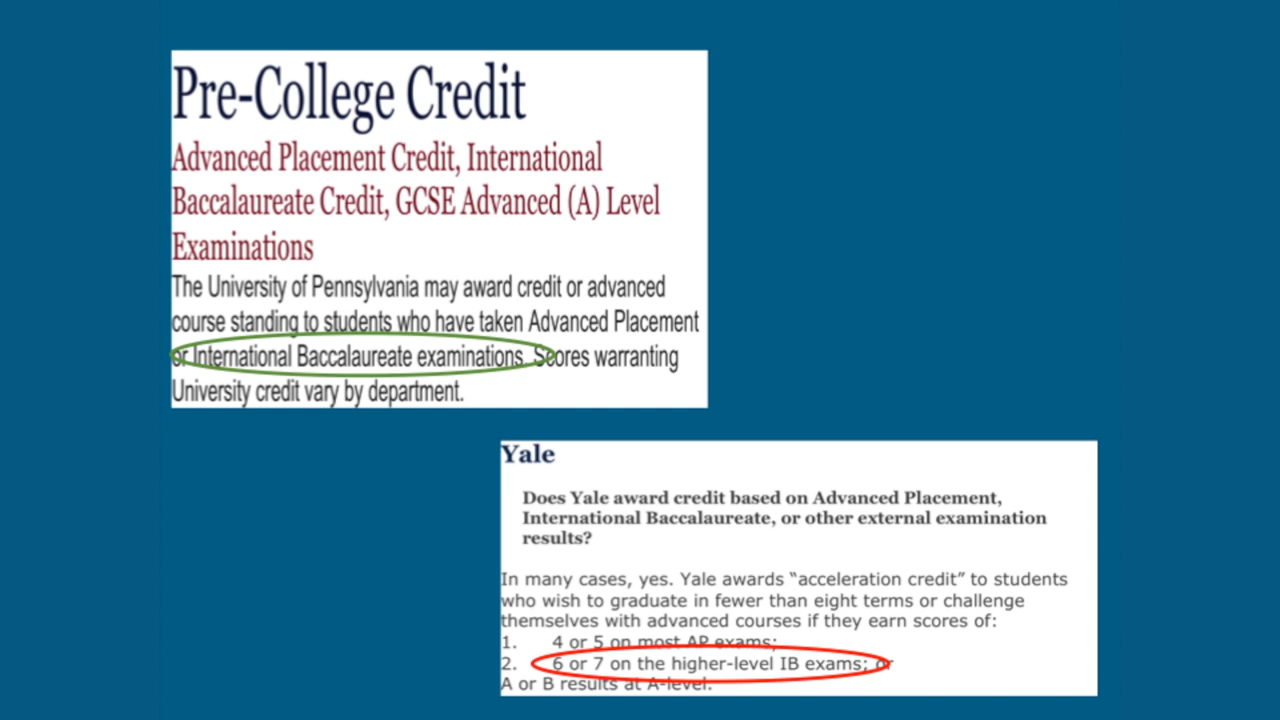 Pre-College Credit
Advanced Placement Credit, International
Baccalaureate Credit, GCSE Advanced (A) Level
Examinations
The University of Pennsylvania may award credit or advanced
course standing to students who have taken Advanced Placement
or International Baccalaureate examinations. Scores warranting
University credit vary by department.
Yale
Does Yale award credit based on Advanced Placement,
International Baccalaureate, or other external examination
results?
In many cases, yes. Yale awards “acceleration credit” to students
who wish to graduate in fewer than eight terms or challenge
themselves with advanced courses if they earn scores of:
1. 4 or 5 on most AP exams;
2. 6 or 7 on the higher-level IB exams; or
A or B results at A-level.